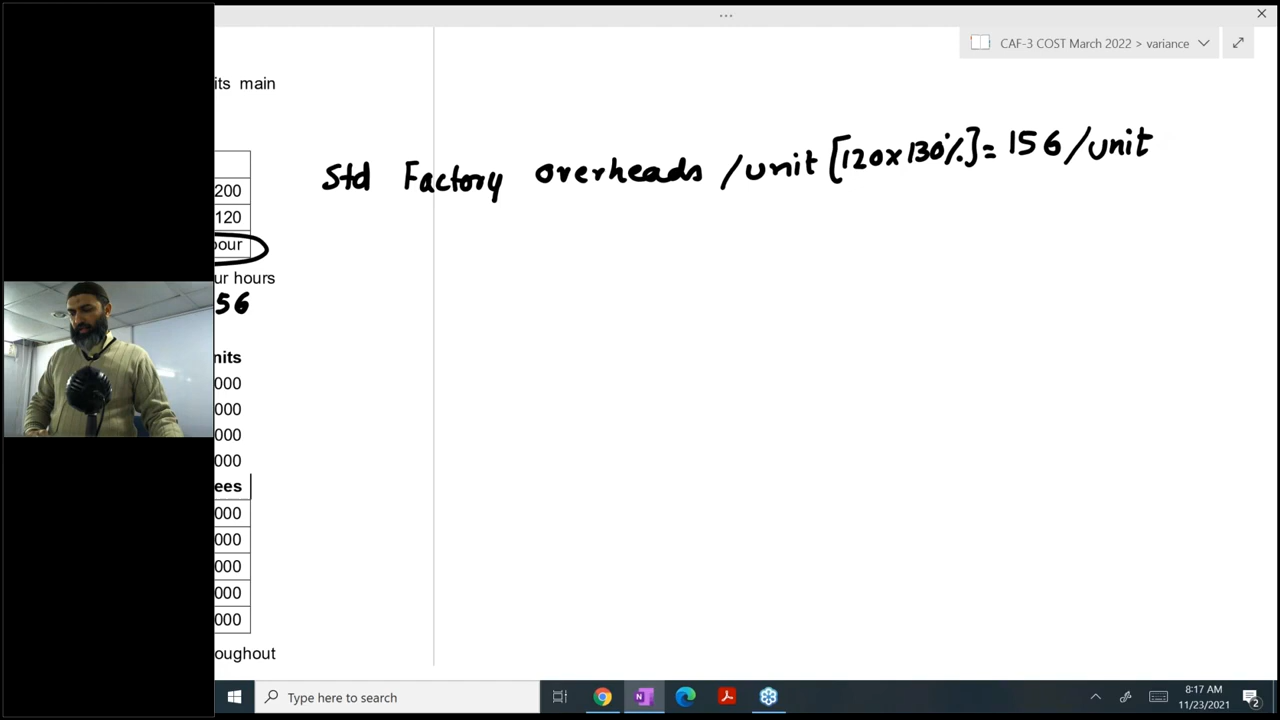 CAF-3 COST March 2022 > variance
its main
Std Factory overheads /unit [120x130%]= 156/unit
200
120
our
ur hours
56
nits
000
000
000
000
ees
000
000
000
000
000
oughout
Type here to search
8:17 AM
11/23/2021
2